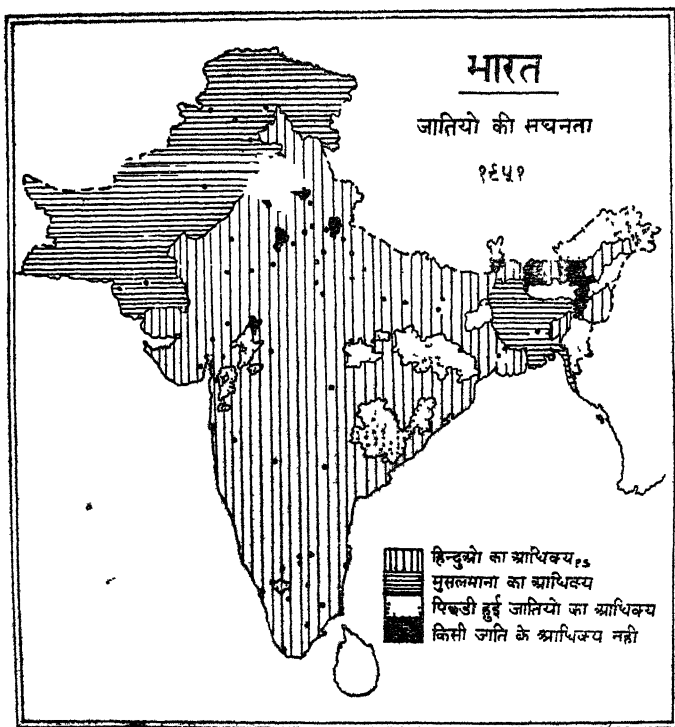 भारत
जातियो की सघनता
१९५१
हिन्दुओ का आधिक्य
मुसलमाना का आधिक्य
पिछडी हुई जातियो का आधिक्य
किसी जाति के आधिक्य नही